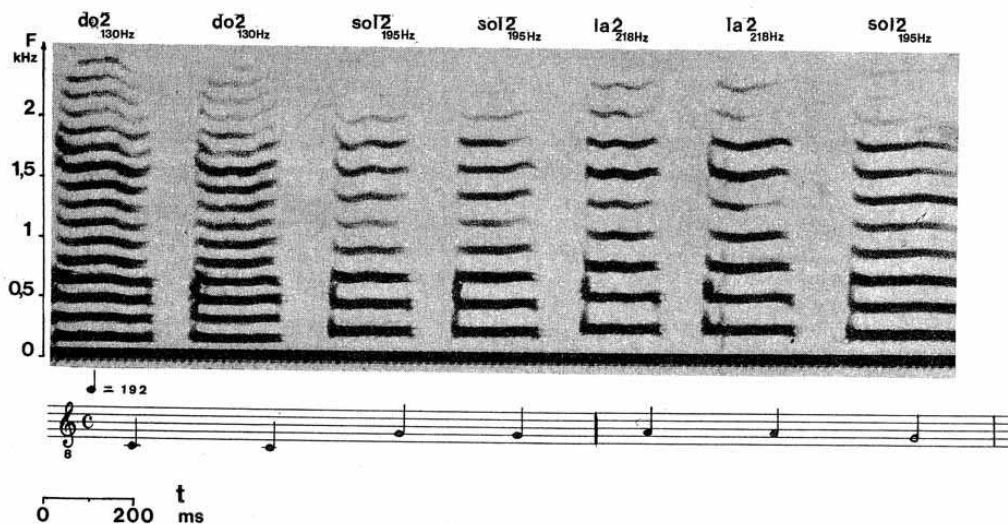 do2 do2 sol2 sol2 la2 la2 sol2
130Hz 130Hz 195Hz 195Hz 218Hz 218Hz 195Hz
F
kHz
2
1,5
1
0,5
0
= 192
8
t
0 200 ms